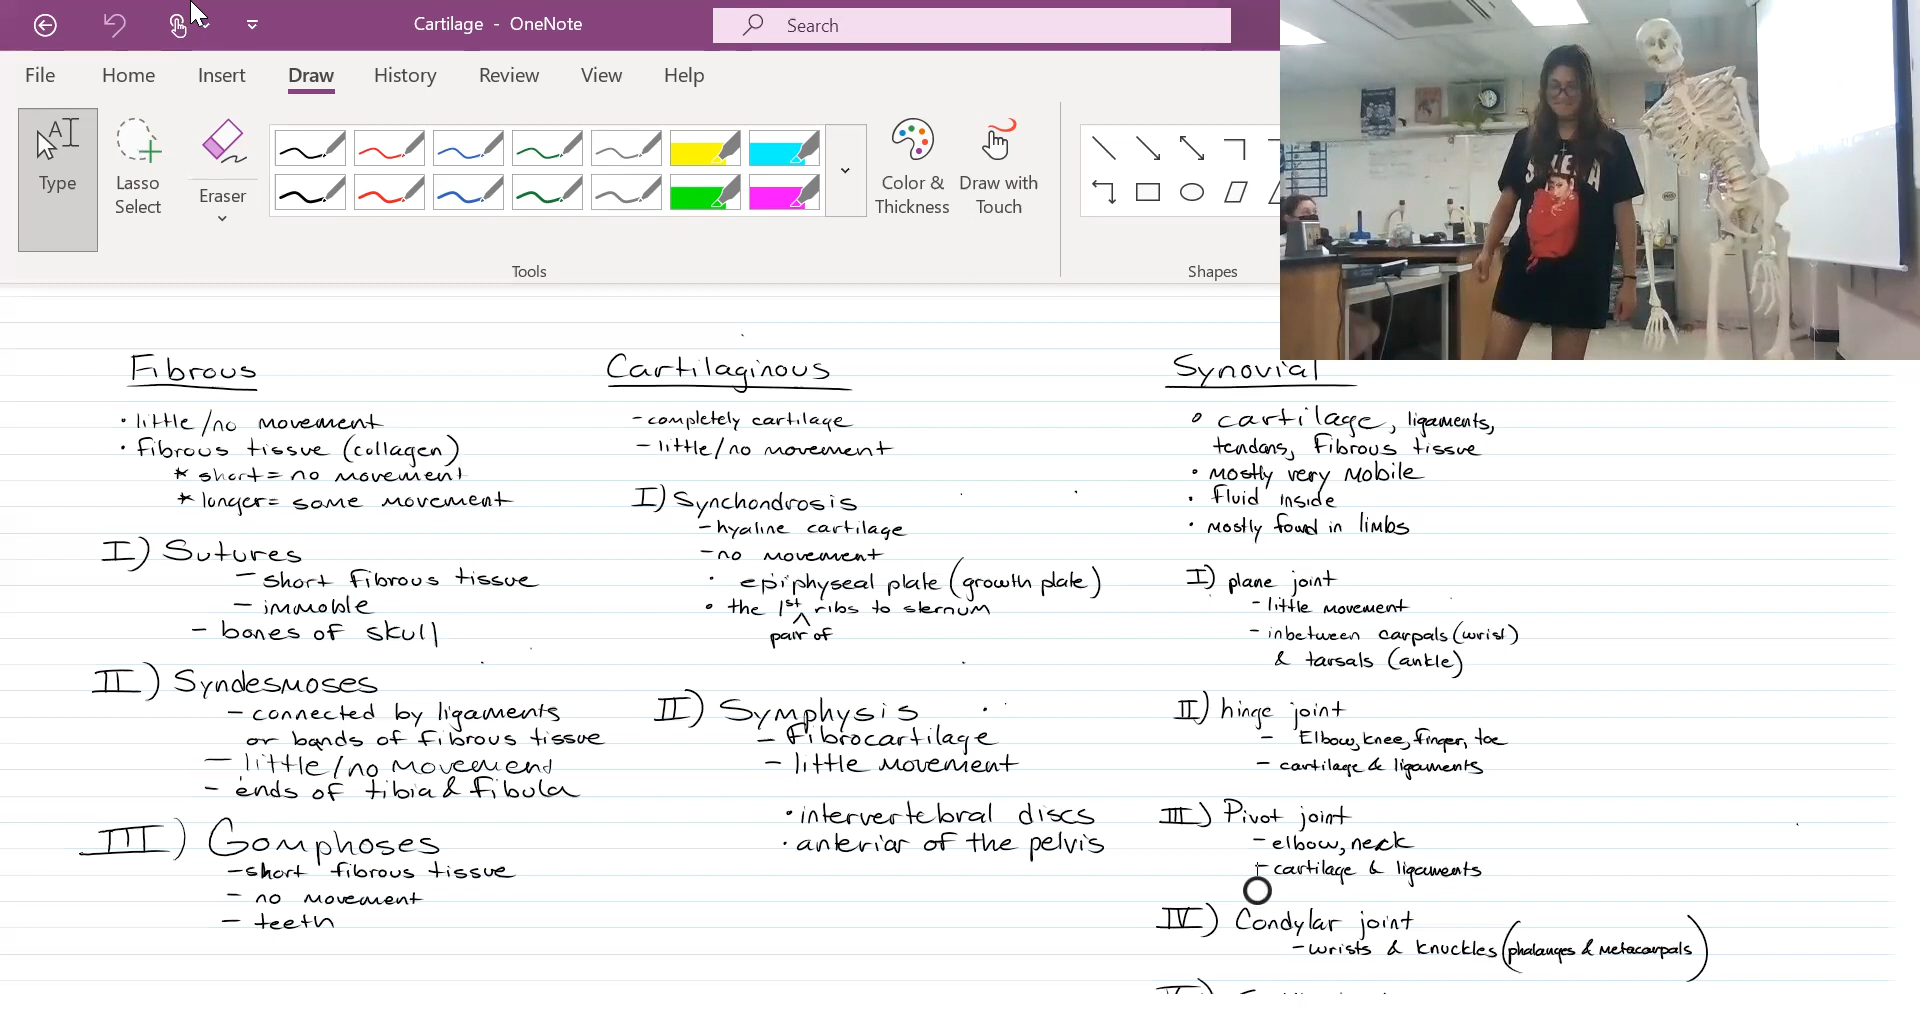 Cartilage - OneNote
Search
File
Home
Insert
Draw
History
Review
View
Help
Type
Lasso
Select
Eraser
Color &
Thickness
Draw with
Touch
Tools
Shapes
Fibrous
• little/no movement
• Fibrous tissue (collagen)
* short = no movement
* longer = some movement
I) Sutures
- short fibrous tissue
- immoble
- bones of skull
II) Syndesmoses
- connected by ligaments
or bands of fibrous tissue
- little/no movement
- ends of tibia & fibula
III) Gomphoses
- short fibrous tissue
- no movement
- teeth
Cartilaginous
- completely cartilage
- little/no movement
I) Synchondrosis
- hyaline cartilage
- no movement
• epiphyseal plate (growth plate)
• the 1st ribs to sternum
^
pair of
II) Symphysis
- fibrocartilage
- little movement
• intervertebral discs
• anterior of the pelvis
Synovial
• cartilage, ligaments,
tendons, Fibrous tissue
• mostly very mobile
• fluid inside
• mostly found in limbs
I) plane joint
- little movement
- inbetween carpals (wrist)
& tarsals (ankle)
II) hinge joint
- Elbow, knee, finger, toe
- cartilage & ligaments
III) Pivot joint
- elbow, neck
- cartilage & ligaments
IV) Condylar joint
- wrists & knuckles (phalanges & metacarpals)